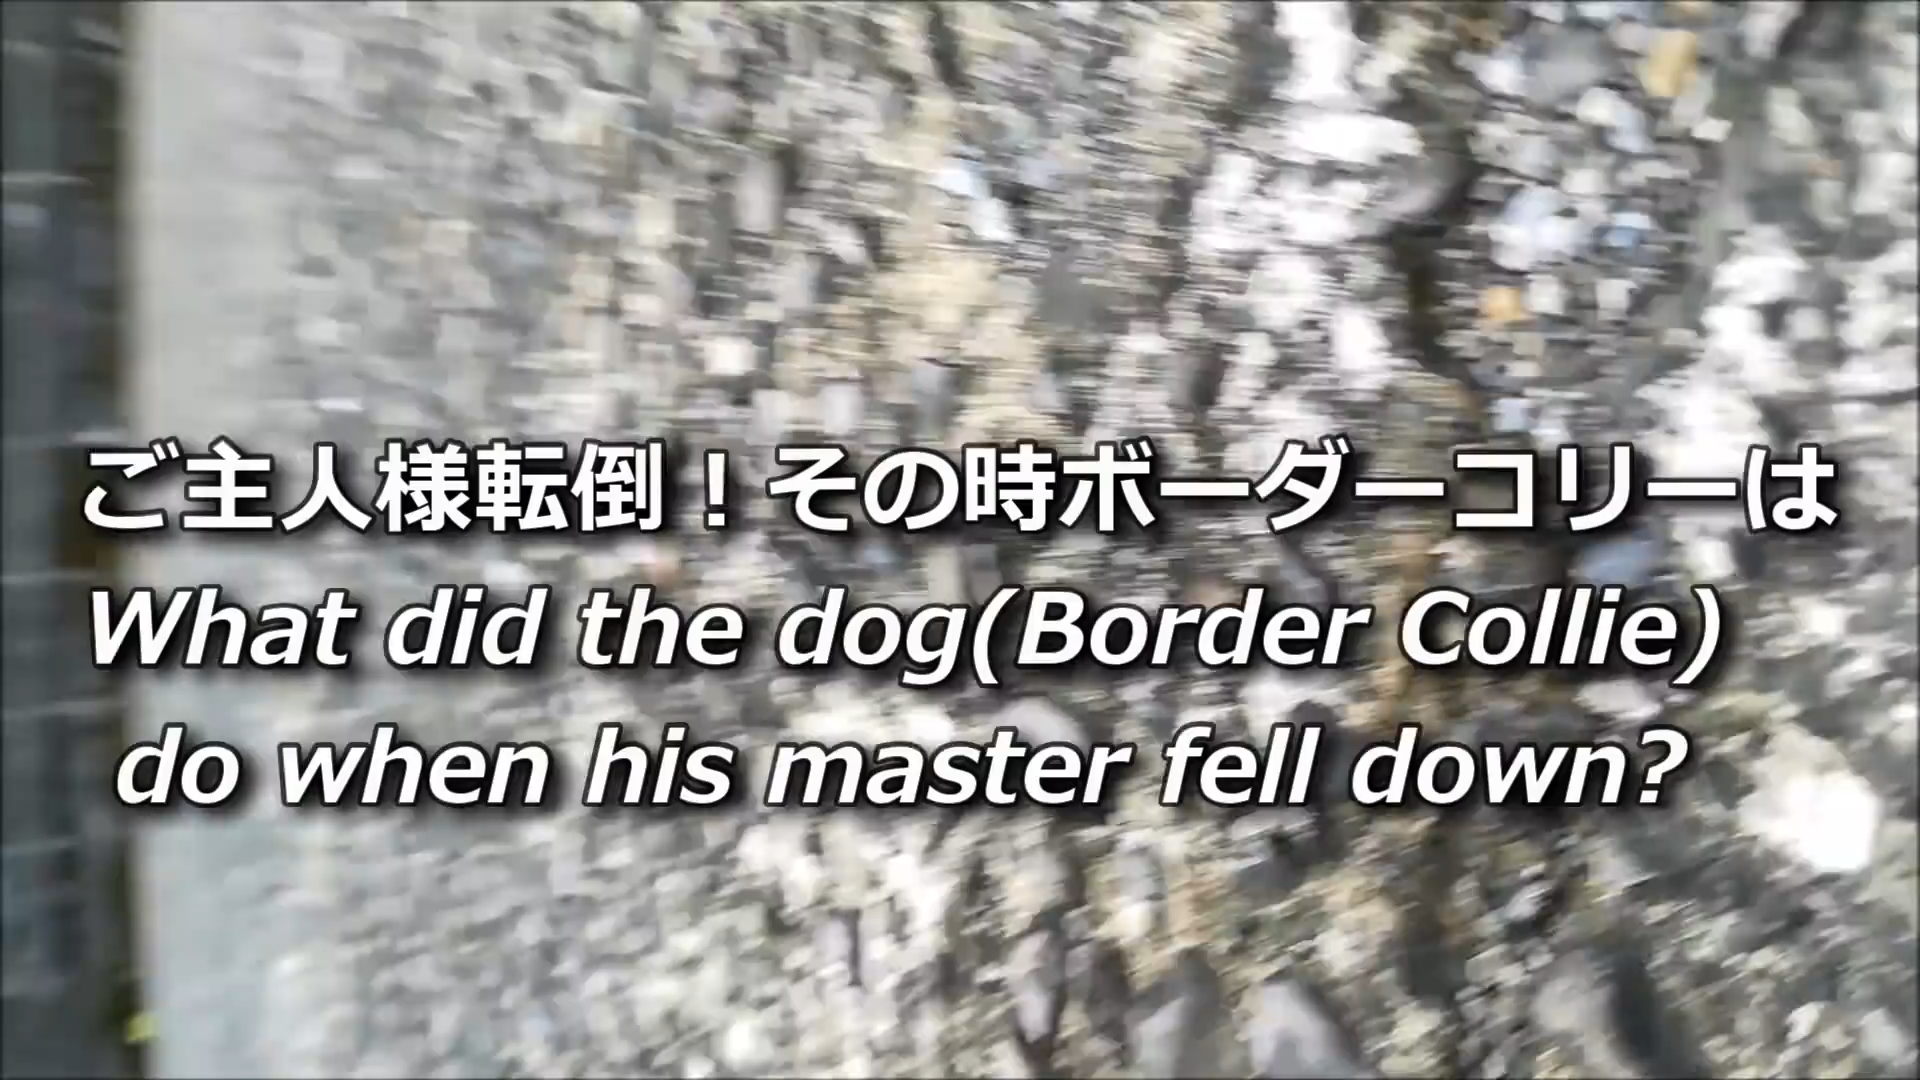 ご主人様転倒！その時ボーダーコリーは
What did the dog(Border Collie)
do when his master fell down?